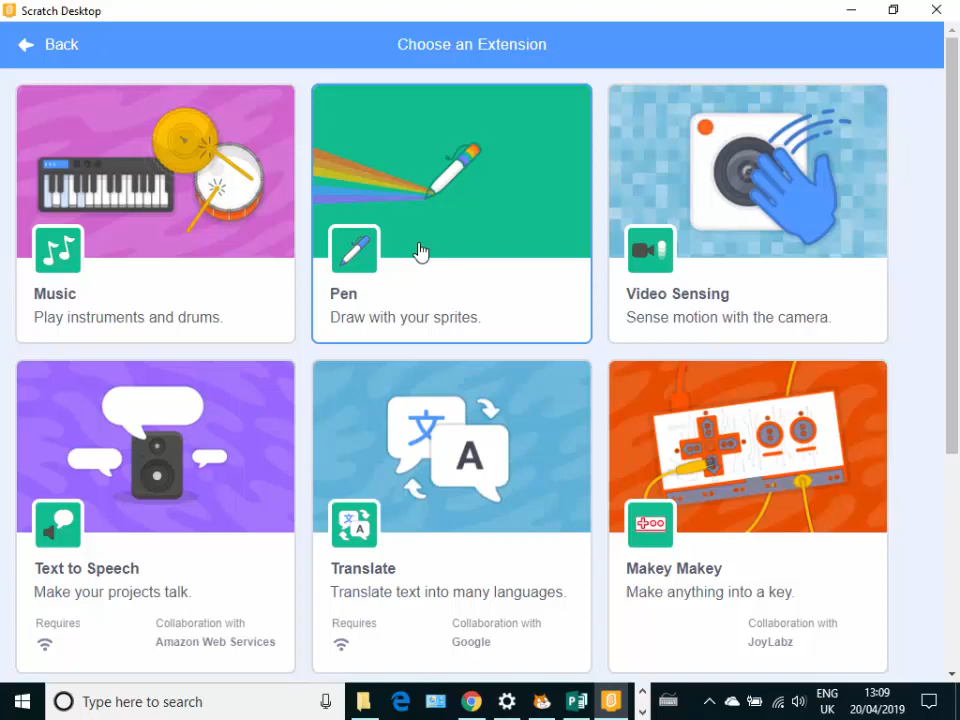 Scratch Desktop
Back
Choose an Extension
Music
Play instruments and drums.
Pen
Draw with your sprites.
Video Sensing
Sense motion with the camera.
Text to Speech
Make your projects talk.
Requires
Collaboration with
Amazon Web Services
文
A
Translate
Translate text into many languages.
Requires
Collaboration with
Google
Makey Makey
Make anything into a key.
Collaboration with
JoyLabz
Type here to search
ENG
UK
13:09
20/04/2019